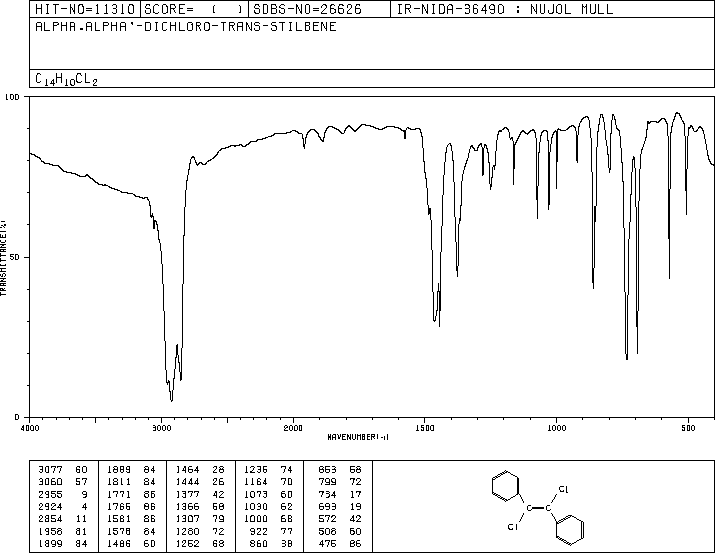 HIT-NO=11310 SCORE= ( ) SDBS-NO=26626 IR-NIDA-36490 : NUJOL MULL
ALPHA.ALPHA'-DICHLORO-TRANS-STILBENE
C14H10CL2
100
50
0
TRANSMITTANCE(%)
4000 3000 2000 1500 1000 500
WAVENUMBER(-1)
3077 60 1889 84 1464 28 1236 74 853 58
3060 57 1811 84 1444 26 1164 70 799 72
2955 9 1771 86 1377 42 1073 60 734 17
2924 4 1766 86 1366 58 1030 62 693 19
2854 11 1581 86 1307 79 1000 68 572 42
1958 81 1578 84 1280 72 922 77 508 60
1899 84 1486 60 1252 68 860 38 475 86
Cl
Cl